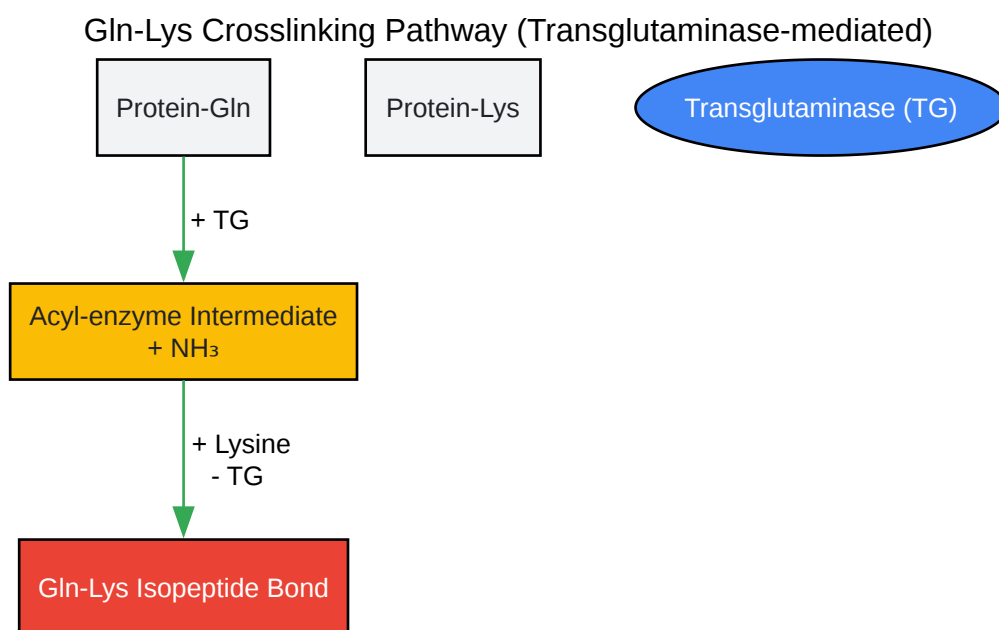 Gln-Lys Crosslinking Pathway (Transglutaminase-mediated)
Protein-Gln
Protein-Lys
Transglutaminase (TG)
+ TG
Acyl-enzyme Intermediate
+ NH₃
+ Lysine
- TG
Gln-Lys Isopeptide Bond